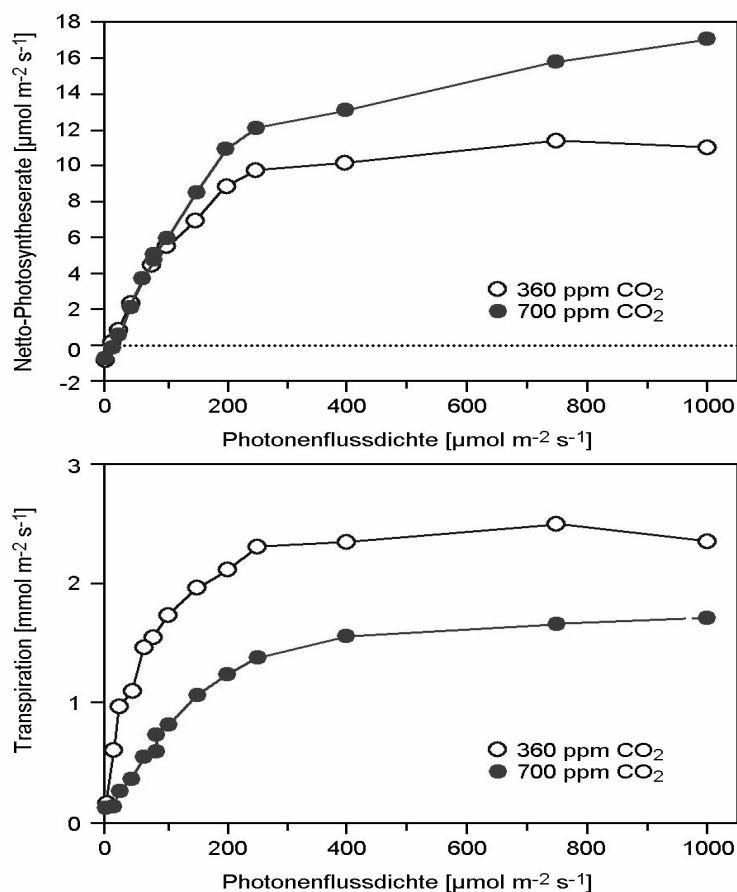 Netto-Photosyntheserate [µmol m-2 s-1]
18
16
14
12
10
8
6
4
2
0
-2
360 ppm CO2
700 ppm CO2
0 200 400 600 800 1000
Photonenflussdichte [µmol m-2 s-1]
Transpiration [mmol m-2 s-1]
3
2
1
0
360 ppm CO2
700 ppm CO2
0 200 400 600 800 1000
Photonenflussdichte [µmol m-2 s-1]